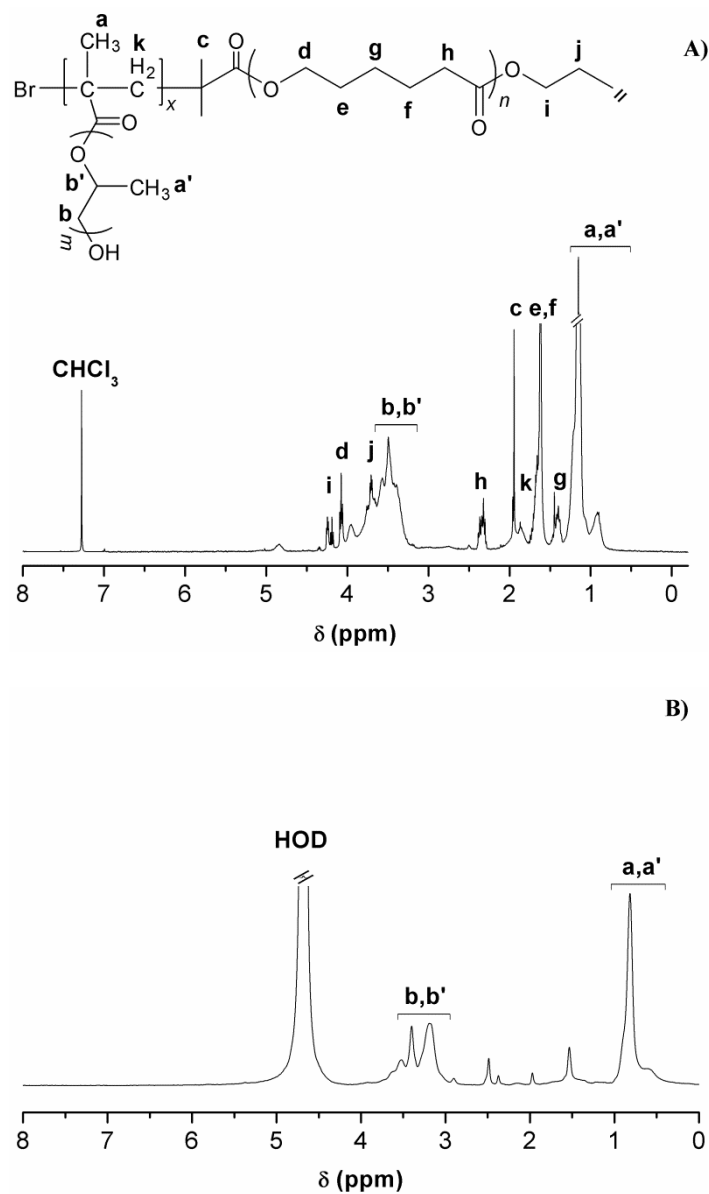 a
k
c
d
g
h
j
A)
CH3
H2
O
Br
C
C
x
O
O
n
e
f
O
i
O
O
b'
CH3 a'
b
m
OH
a,a'
c e,f
CHCl3
b,b'
d
j
i
h
k
g
8 7 6 5 4 3 2 1 0
δ (ppm)
B)
HOD
a,a'
b,b'
8 7 6 5 4 3 2 1 0
δ (ppm)